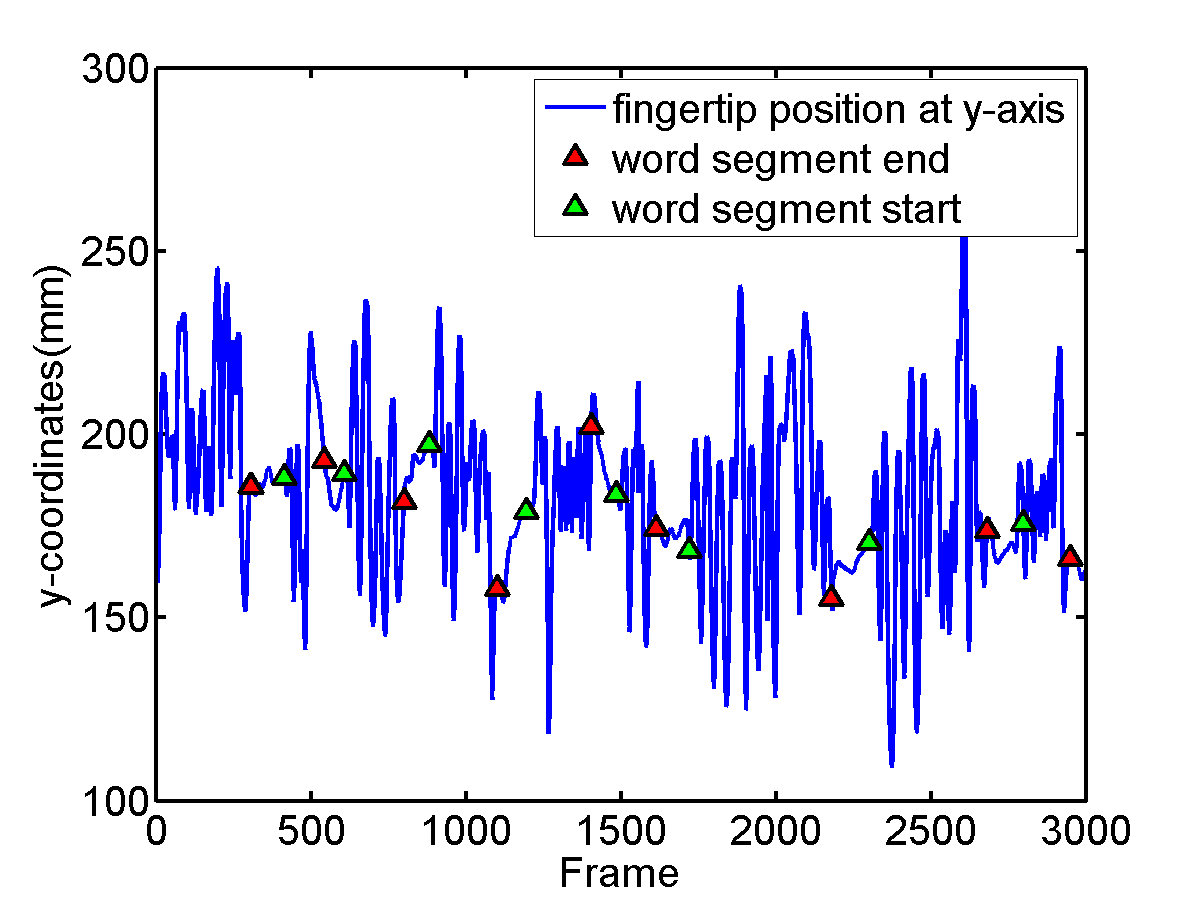 300
250
200
150
100
y-coordinates(mm)
fingertip position at y-axis
word segment end
word segment start
0 500 1000 1500 2000 2500 3000
Frame